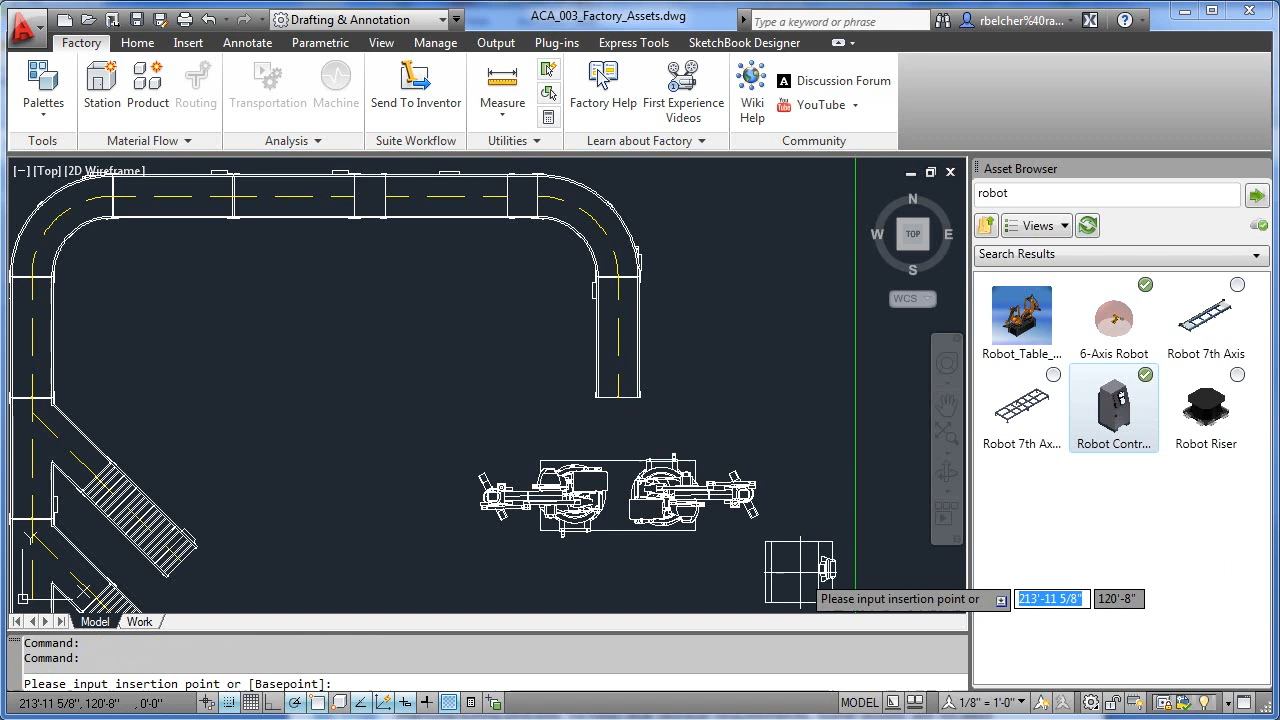 Drafting & Annotation
ACA_003_Factory_Assets.dwg
Type a keyword or phrase
rbelcher%40ra...
Factory
Home
Insert
Annotate
Parametric
View
Manage
Output
Plug-ins
Express Tools
SketchBook Designer
Palettes
Station
Product
Routing
Transportation
Machine
Send To Inventor
Measure
Factory Help
First Experience
Videos
Wiki
Help
Discussion Forum
YouTube
Tools
Material Flow
Analysis
Suite Workflow
Utilities
Learn about Factory
Community
[−] [Top] [2D Wireframe]
N
W
TOP
E
S
WCS
Asset Browser
robot
Views
Search Results
Robot_Table_...
6-Axis Robot
Robot 7th Axis
Robot 7th Ax...
Robot Contr...
Robot Riser
Please input insertion point or
213'-11 5/8"
120'-8"
Model
Work
Command:
Command:
Please input insertion point or [Basepoint]:
213'-11 5/8", 120'-8" , 0'-0"
MODEL
1/8" = 1'-0"